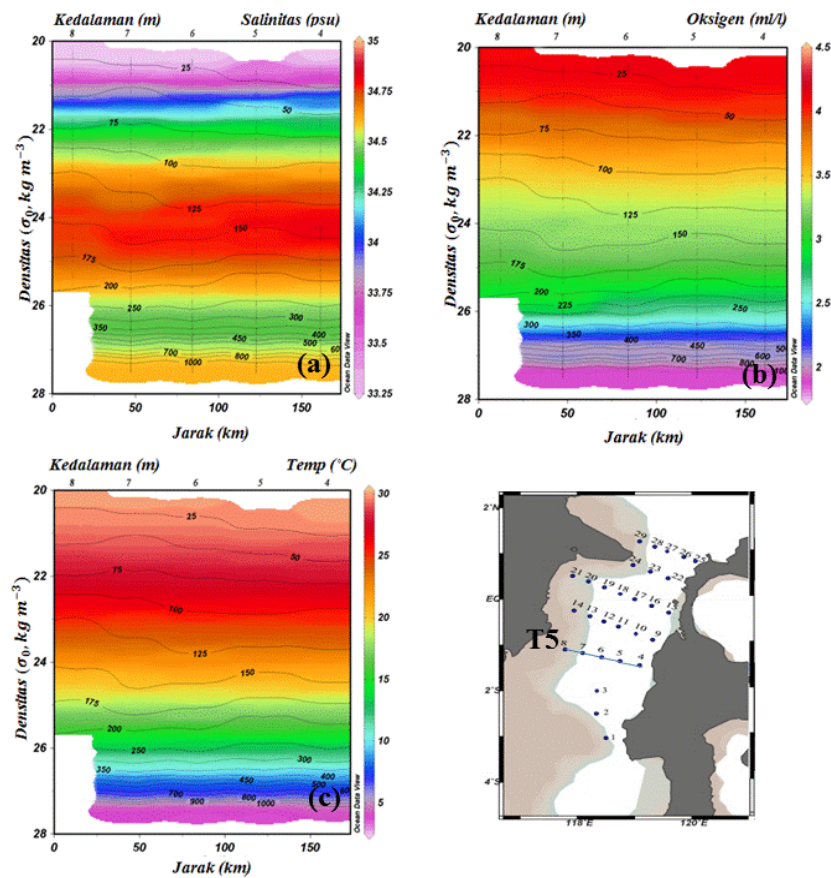 Kedalaman (m) Salinitas (psu)
8 7 6 5 4
20
22
24
26
28
Densitas (σ₀, kg m⁻³)
25
50
75
100
125
150
175
200
250
300
350
400
450
500
60
700
800
1000
(a)
Ocean Data View
35
34.75
34.5
34.25
34
33.75
33.5
33.25
0 50 100 150
Jarak (km)
Kedalaman (m) Oksigen (ml/l)
8 7 6 5 4
20
22
24
26
28
Densitas (σ₀, kg m⁻³)
25
50
75
100
125
150
175
200
225
250
300
350
400
450
500
600
700
800
(b)
Ocean Data View
4.5
4
3.5
3
2.5
2
0 50 100 150
Jarak (km)
Kedalaman (m) Temp (°C)
8 7 6 5 4
20
22
24
26
28
Densitas (σ₀, kg m⁻³)
25
50
75
100
125
150
175
200
250
300
350
400
450
60
700
800
900
1000
(c)
Ocean Data View
30
25
20
15
10
5
0 50 100 150
Jarak (km)
2°N
EQ
2°S
4°S
29 28 27 26 25
24 23 22
21 20 19 18 17 16 15
14 13 12 11 10 9
T5
8 7 6 5 4
3
2
1
118°E 120°E